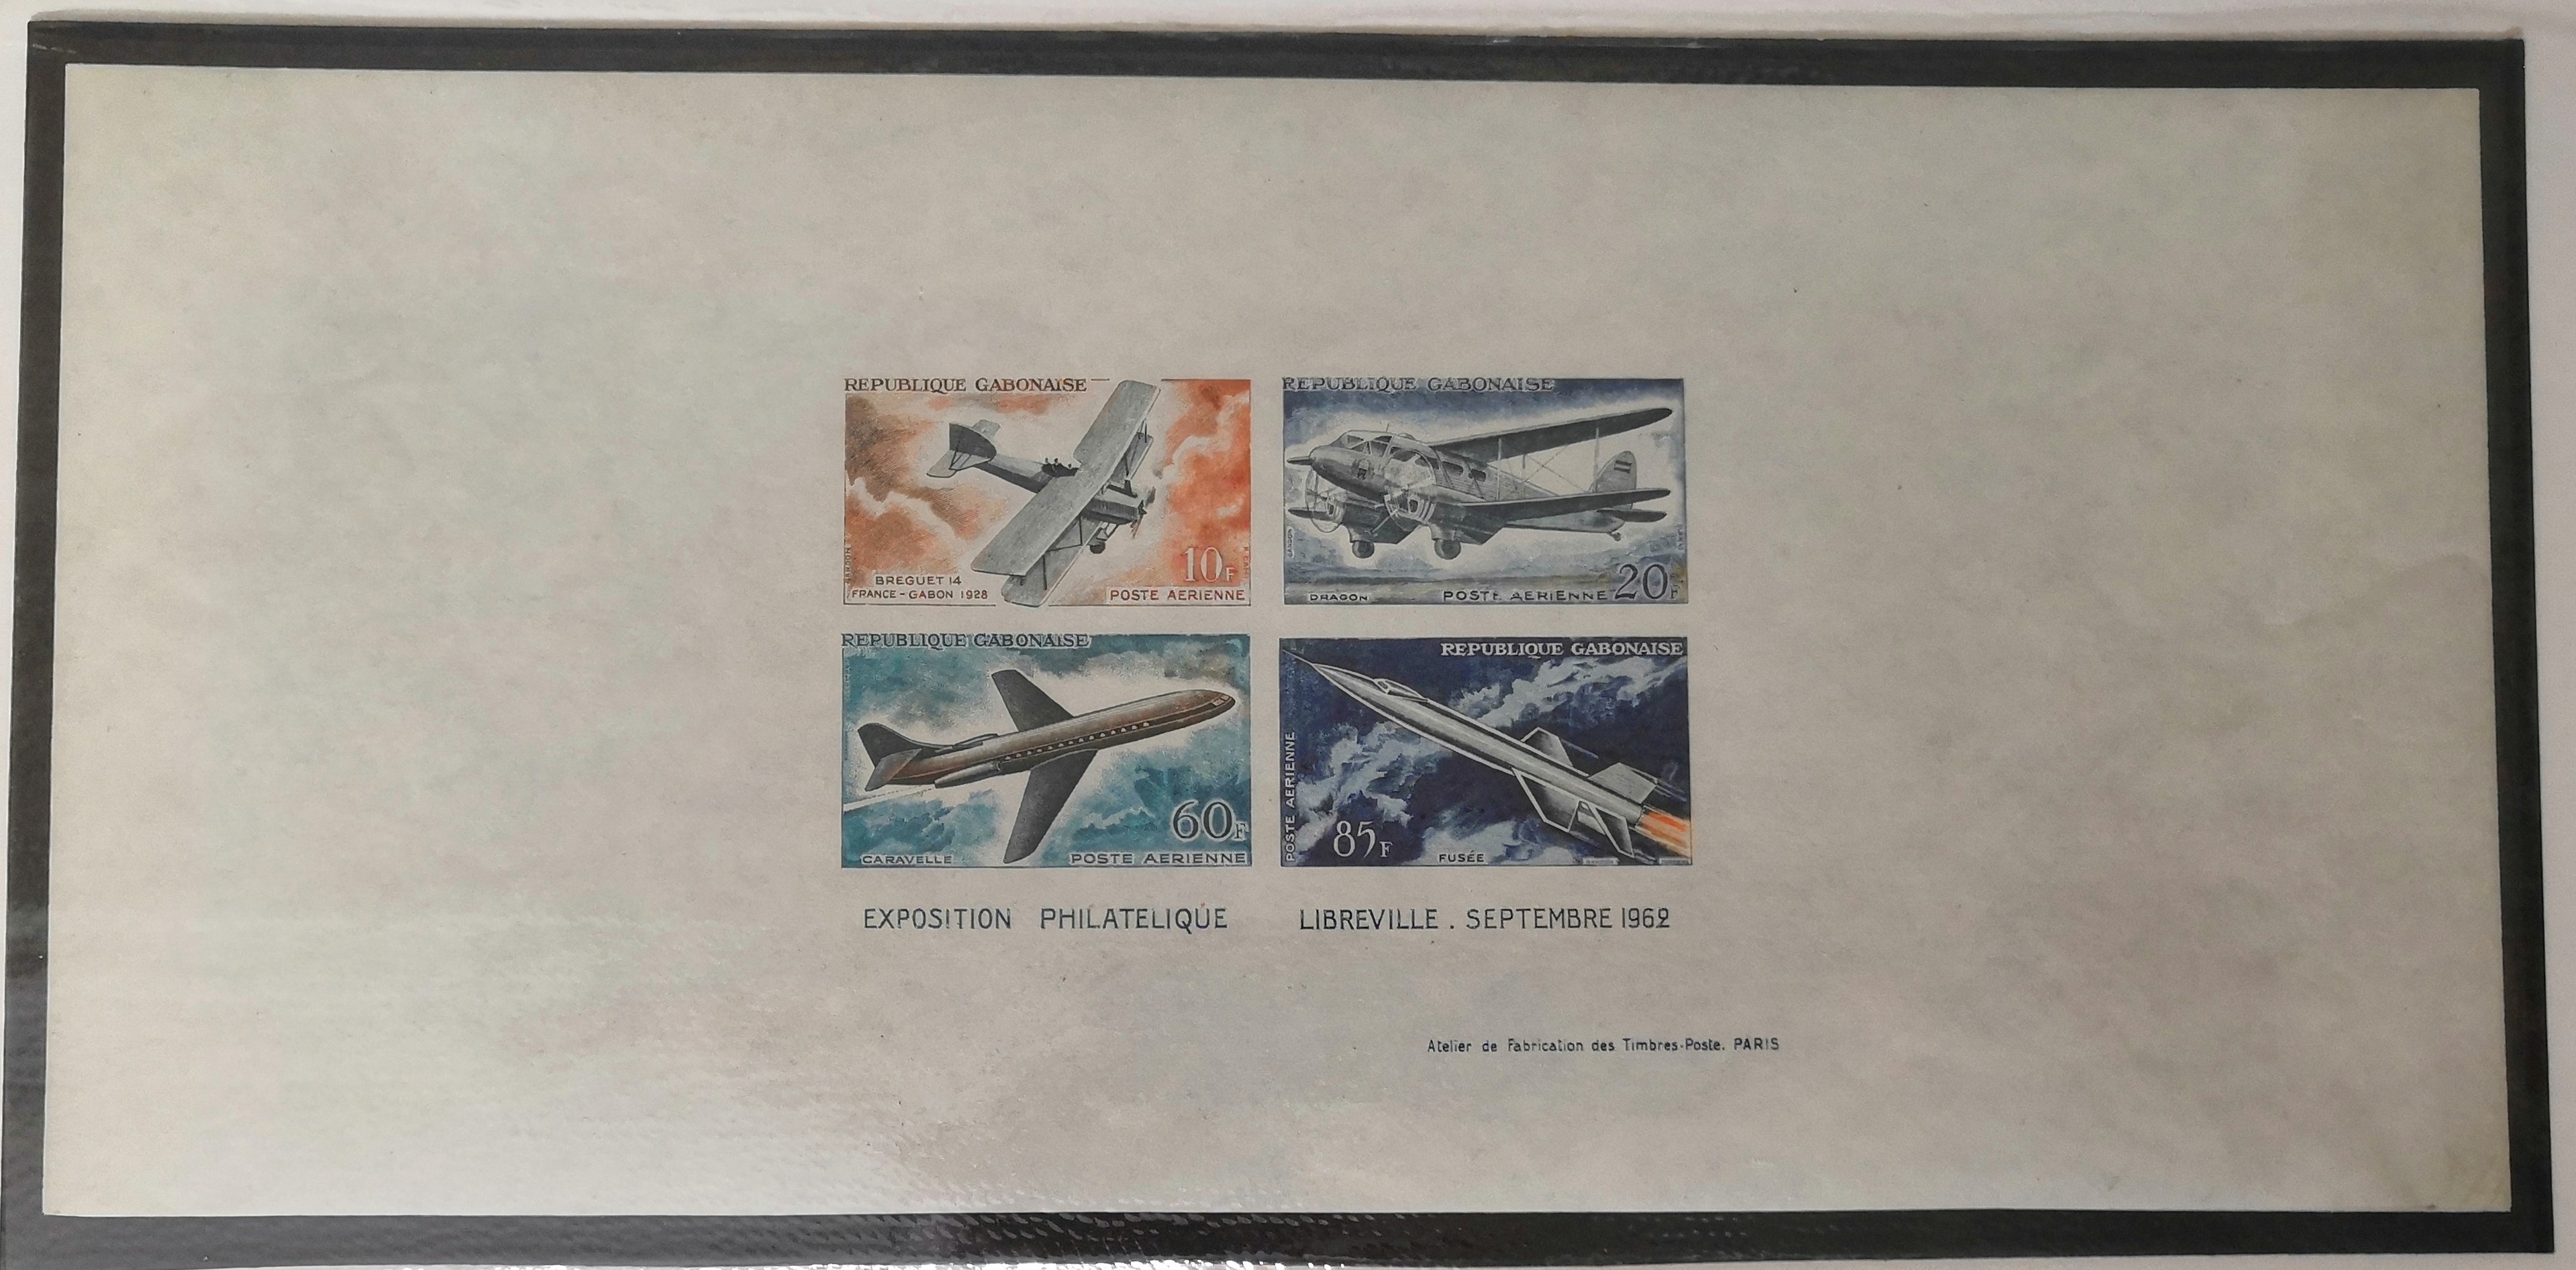 REPUBLIQUE GABONAISE
10F
BREGUET 14
FRANCE-GABON 1928
POSTE AERIENNE
REPUBLIQUE GABONAISE
GANDON
DRAGON
POSTE AERIENNE
20F
REPUBLIQUE GABONAISE
60F
CARAVELLE
POSTE AERIENNE
REPUBLIQUE GABONAISE
POSTE AERIENNE
85F
FUSÉE
EXPOSITION PHILATELIQUE
LIBREVILLE . SEPTEMBRE 1962
Atelier de Fabrication des Timbres-Poste. PARIS